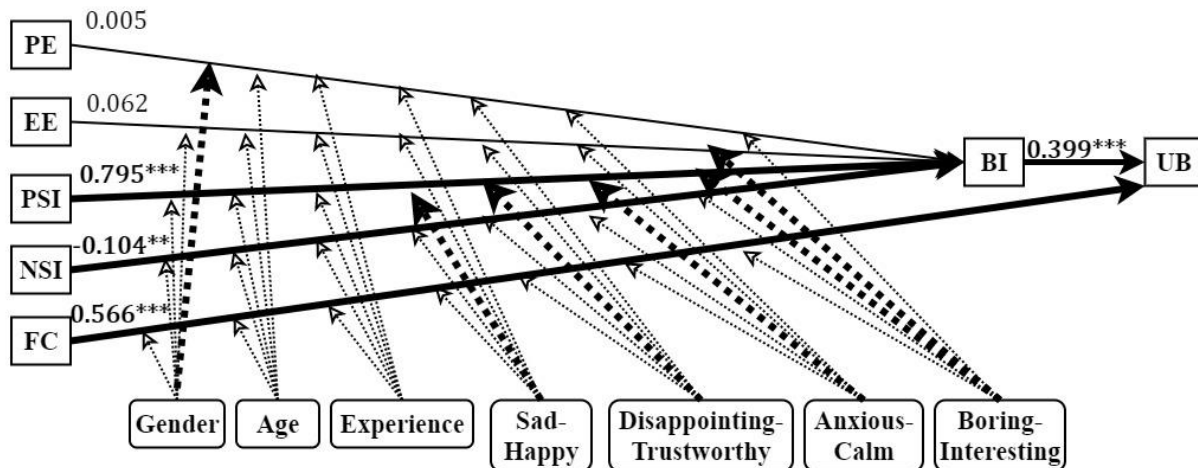 PE
0.005
EE
0.062
PSI
0.795***
NSI
-0.104**
FC
0.566***
BI
0.399***
UB
Gender
Age
Experience
Sad-
Happy
Disappointing-
Trustworthy
Anxious-
Calm
Boring-
Interesting